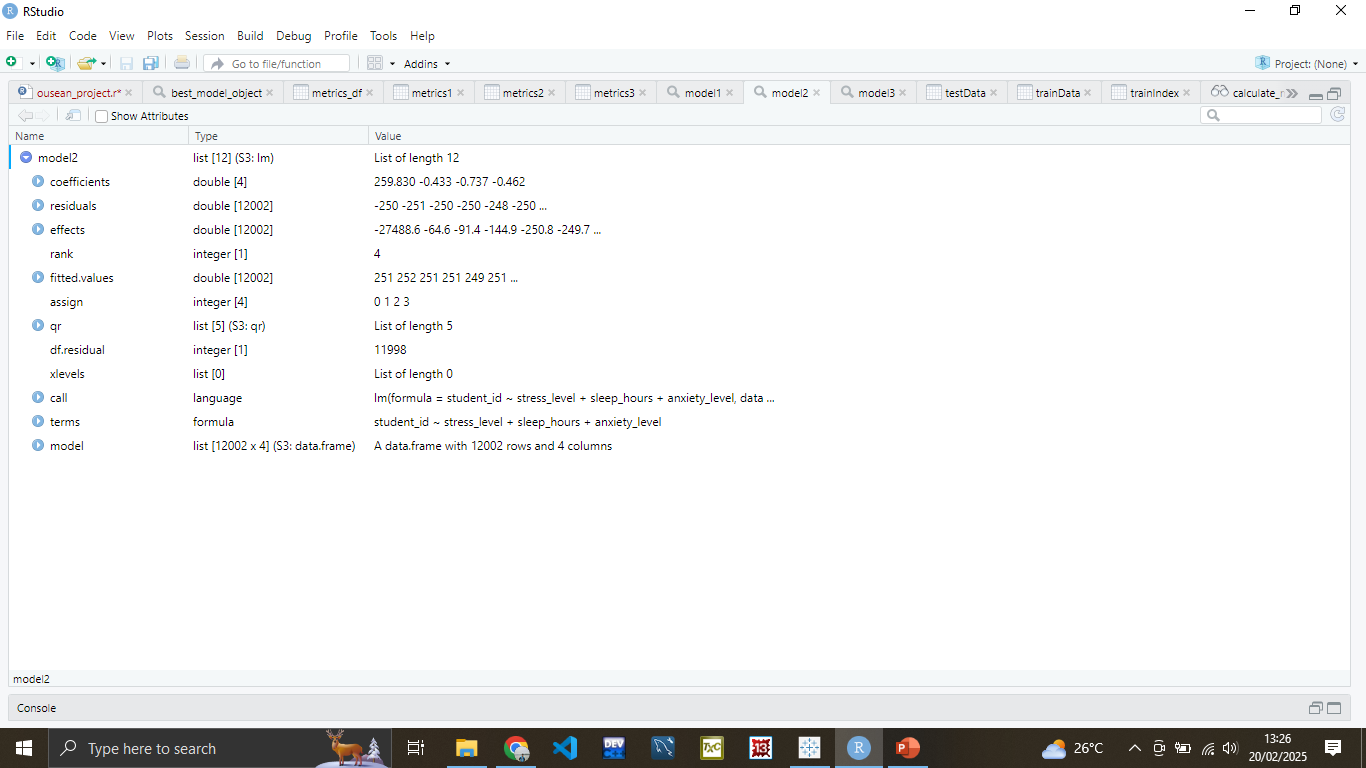 RStudio
File Edit Code View Plots Session Build Debug Profile Tools Help
Go to file/function Addins Project: (None)
ousean_project.r* best_model_object metrics_df metrics1 metrics2 metrics3 model1 model2 model3 testData trainData trainIndex
Show Attributes
Name Type Value
model2 list [12] (S3: lm) List of length 12
coefficients double [4] 259.830 -0.433 -0.737 -0.462
residuals double [12002] -250 -251 -250 -250 -248 -250 ...
effects double [12002] -27488.6 -64.6 -91.4 -144.9 -250.8 -249.7 ...
rank integer [1] 4
fitted.values double [12002] 251 252 251 251 249 251 ...
assign integer [4] 0 1 2 3
qr list [5] (S3: qr) List of length 5
df.residual integer [1] 11998
xlevels list [0] List of length 0
call language lm(formula = student_id ~ stress_level + sleep_hours + anxiety_level, data ...
terms formula student_id ~ stress_level + sleep_hours + anxiety_level
model list [12002 x 4] (S3: data.frame) A data.frame with 12002 rows and 4 columns
model2
Console
Type here to search DEV TXC 13 R P 26°C 13:26
20/02/2025